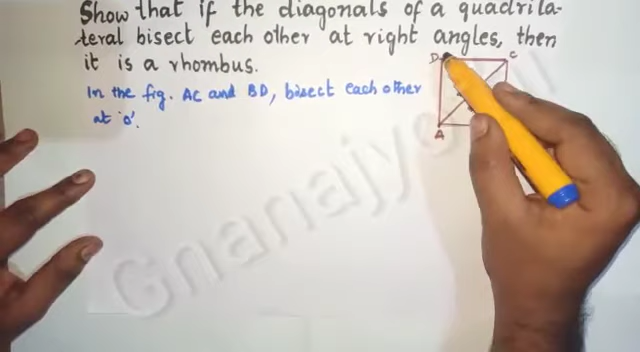 Show that if the diagonals of a quadrila-
teral bisect each other at right angles, then
it is a rhombus.
In the fig. AC and BD, bisect each other
at 'o'.
D
C
A
Gnanajyo